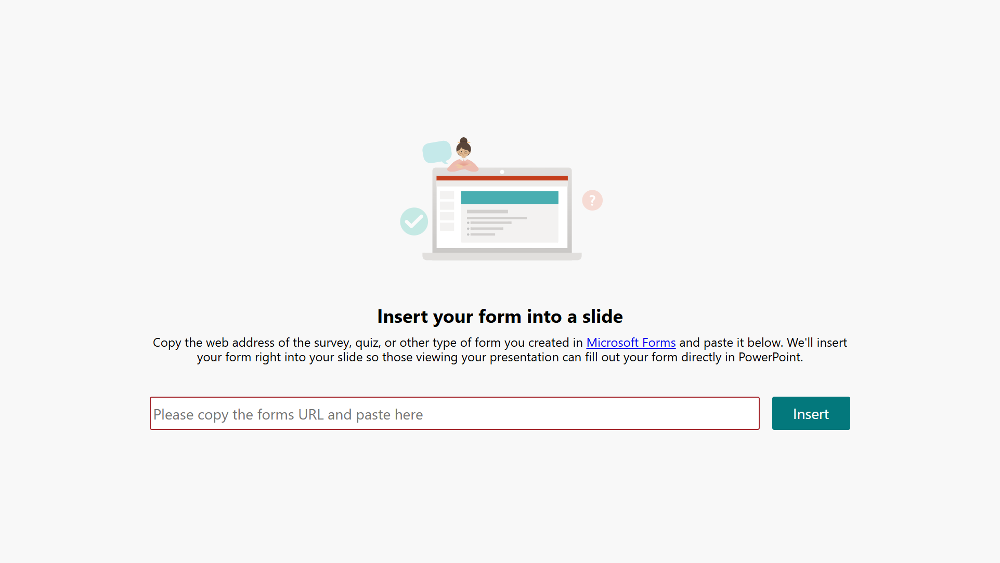 ?
Insert your form into a slide
Copy the web address of the survey, quiz, or other type of form you created in Microsoft Forms and paste it below. We'll insert
your form right into your slide so those viewing your presentation can fill out your form directly in PowerPoint.
Please copy the forms URL and paste here
Insert